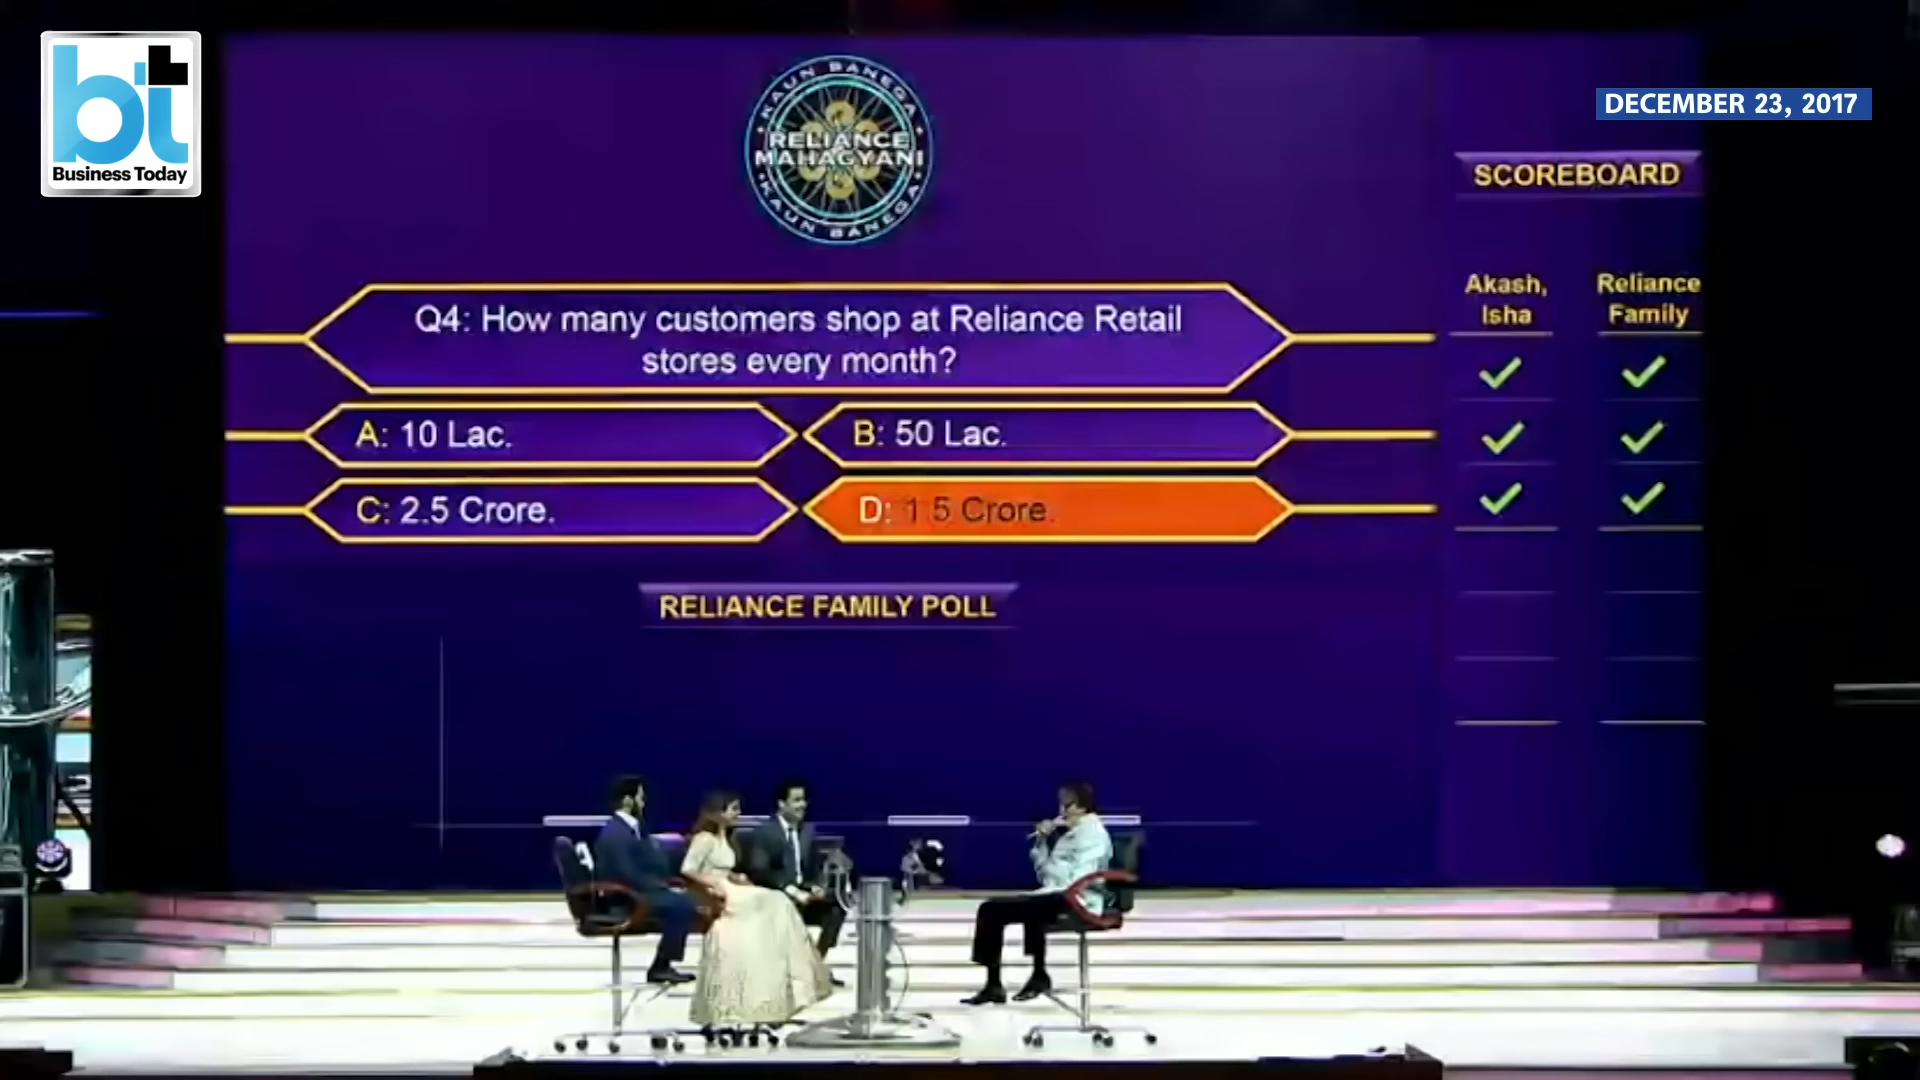 bt
Business Today
DECEMBER 23, 2017
KAUN BANEGA
RELIANCE
MAHAGYANI
KAUN BANEGA
SCOREBOARD
Akash,
Isha
Reliance
Family
Q4: How many customers shop at Reliance Retail
stores every month?
A: 10 Lac.
B: 50 Lac.
C: 2.5 Crore.
D: 1.5 Crore.
RELIANCE FAMILY POLL